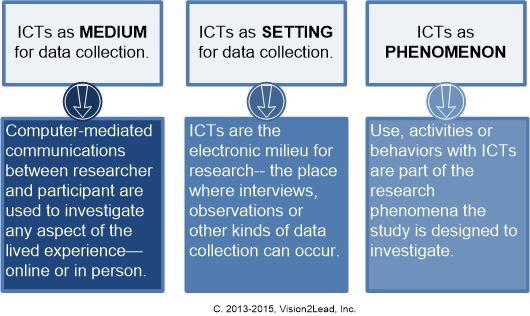 ICTs as MEDIUM
for data collection.
Computer-mediated
communications
between researcher
and participant are
used to investigate
any aspect of the
lived experience—
online or in person.
ICTs as SETTING
for data collection.
ICTs are the
electronic milieu for
research-- the place
where interviews,
observations or
other kinds of data
collection can occur.
ICTs as
PHENOMENON
Use, activities or
behaviors with ICTs
are part of the
research
phenomena the
study is designed to
investigate.
C. 2013-2015, Vision2Lead, Inc.